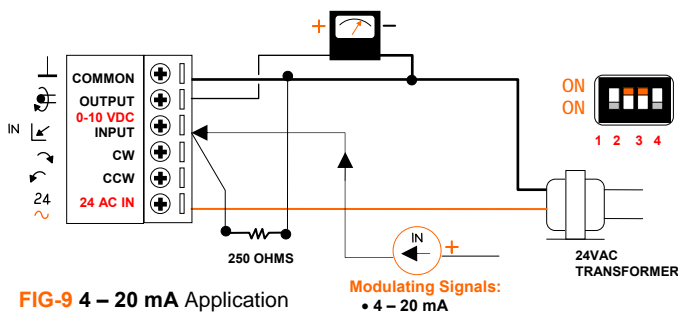 + −
COMMON
OUTPUT
0-10 VDC
IN INPUT
CW
CCW
24 24 AC IN
ON
ON
1 2 3 4
250 OHMS
IN +
24VAC
TRANSFORMER
Modulating Signals:
• 4 – 20 mA
FIG-9 4 – 20 mA Application